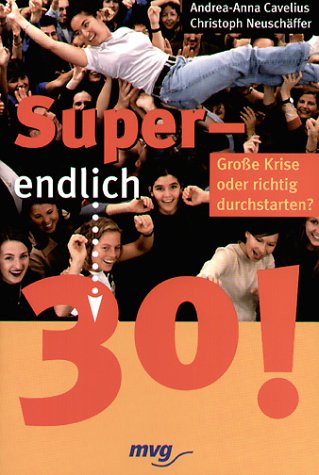 Andrea-Anna Cavelius
Christoph Neuschäffer
Super–
endlich
Große Krise
oder richtig
durchstarten?
30!
mvg